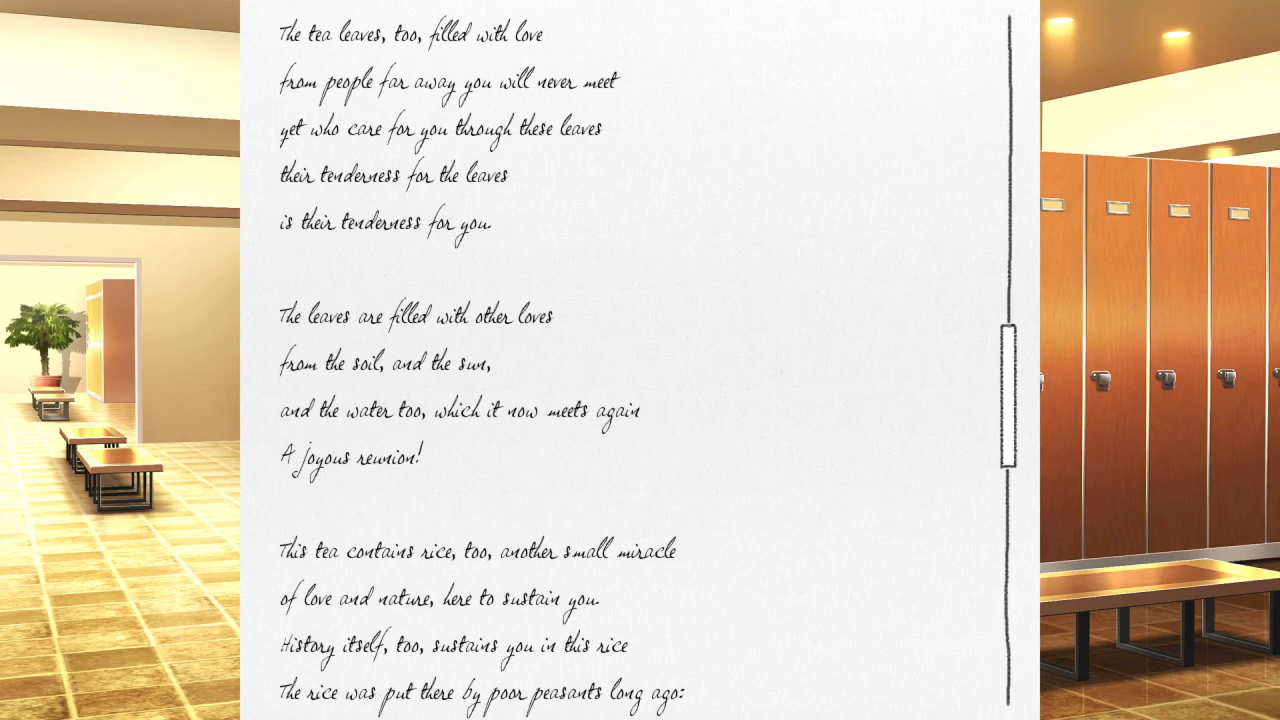 The tea leaves, too, filled with love
from people far away you will never meet
yet who care for you through these leaves
their tenderness for the leaves
is their tenderness for you.
The leaves are filled with other loves
from the soil, and the sun,
and the water too, which it now meets again
A joyous reunion!
This tea contains rice, too, another small miracle
of love and nature, here to sustain you.
History itself, too, sustains you in this rice
The rice was put there by poor peasants long ago: